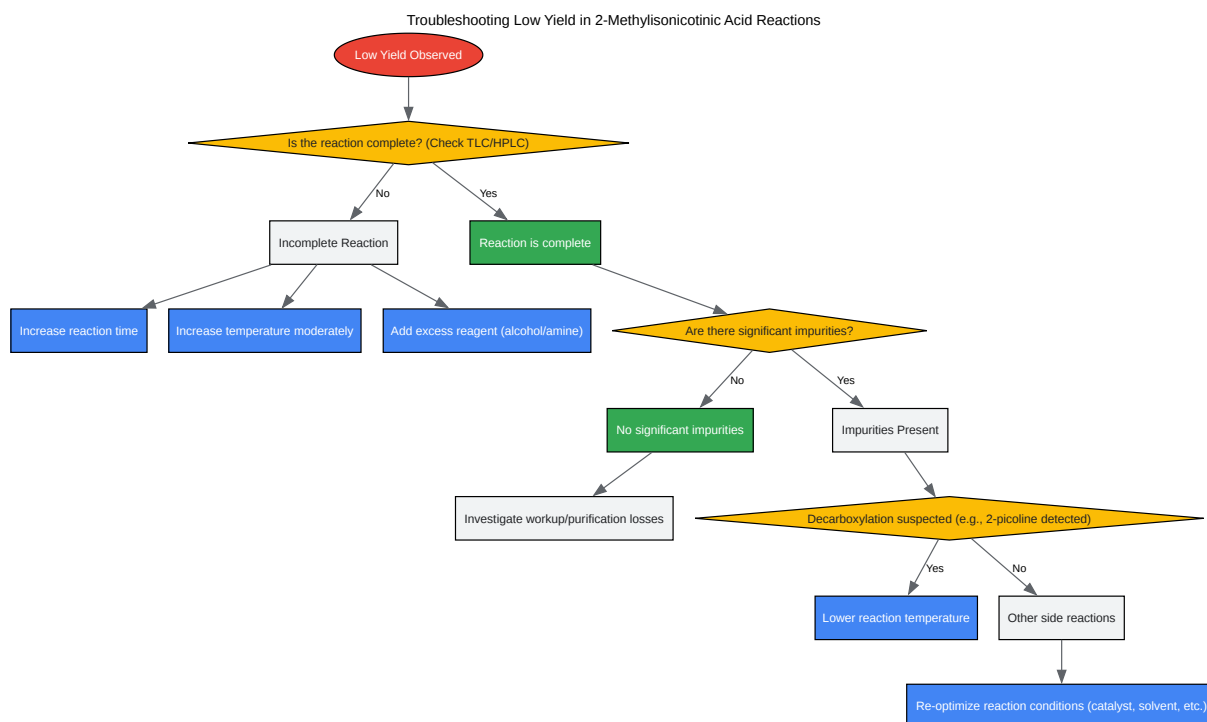 Troubleshooting Low Yield in 2-Methylisonicotinic Acid Reactions
Low Yield Observed
Is the reaction complete? (Check TLC/HPLC)
No
Yes
Incomplete Reaction
Reaction is complete
Increase reaction time
Increase temperature moderately
Add excess reagent (alcohol/amine)
Are there significant impurities?
No
Yes
No significant impurities
Impurities Present
Investigate workup/purification losses
Decarboxylation suspected (e.g., 2-picoline detected)
Yes
No
Lower reaction temperature
Other side reactions
Re-optimize reaction conditions (catalyst, solvent, etc.)